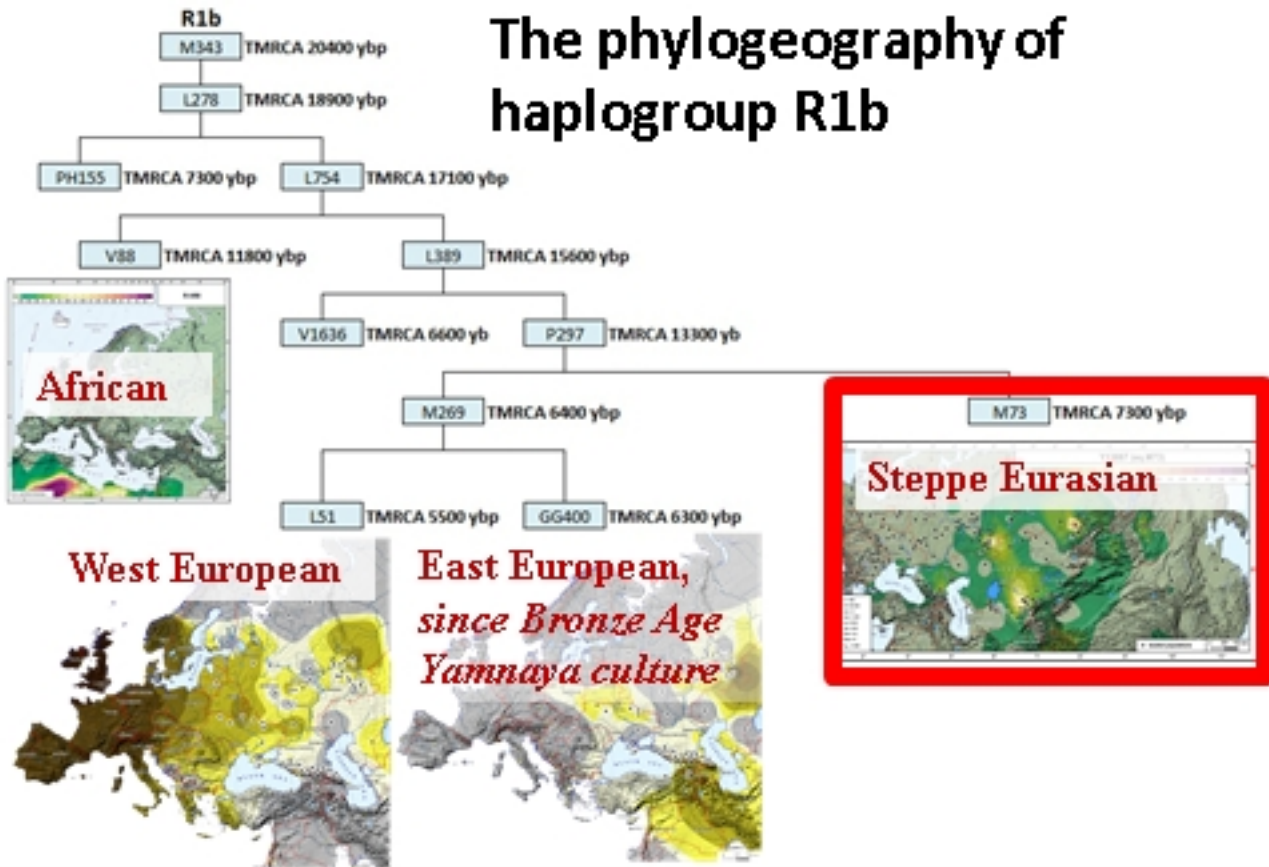 The phylogeography of
haplogroup R1b
R1b
M343 TMRCA 20400 ybp
L278 TMRCA 18900 ybp
PH155 TMRCA 7300 ybp L754 TMRCA 17100 ybp
V88 TMRCA 11800 ybp L389 TMRCA 15600 ybp
V1636 TMRCA 6600 yb P297 TMRCA 13300 yb
African
M269 TMRCA 6400 ybp M73 TMRCA 7300 ybp
Steppe Eurasian
L51 TMRCA 5500 ybp GG400 TMRCA 6300 ybp
West European
East European,
since Bronze Age
Yamnaya culture